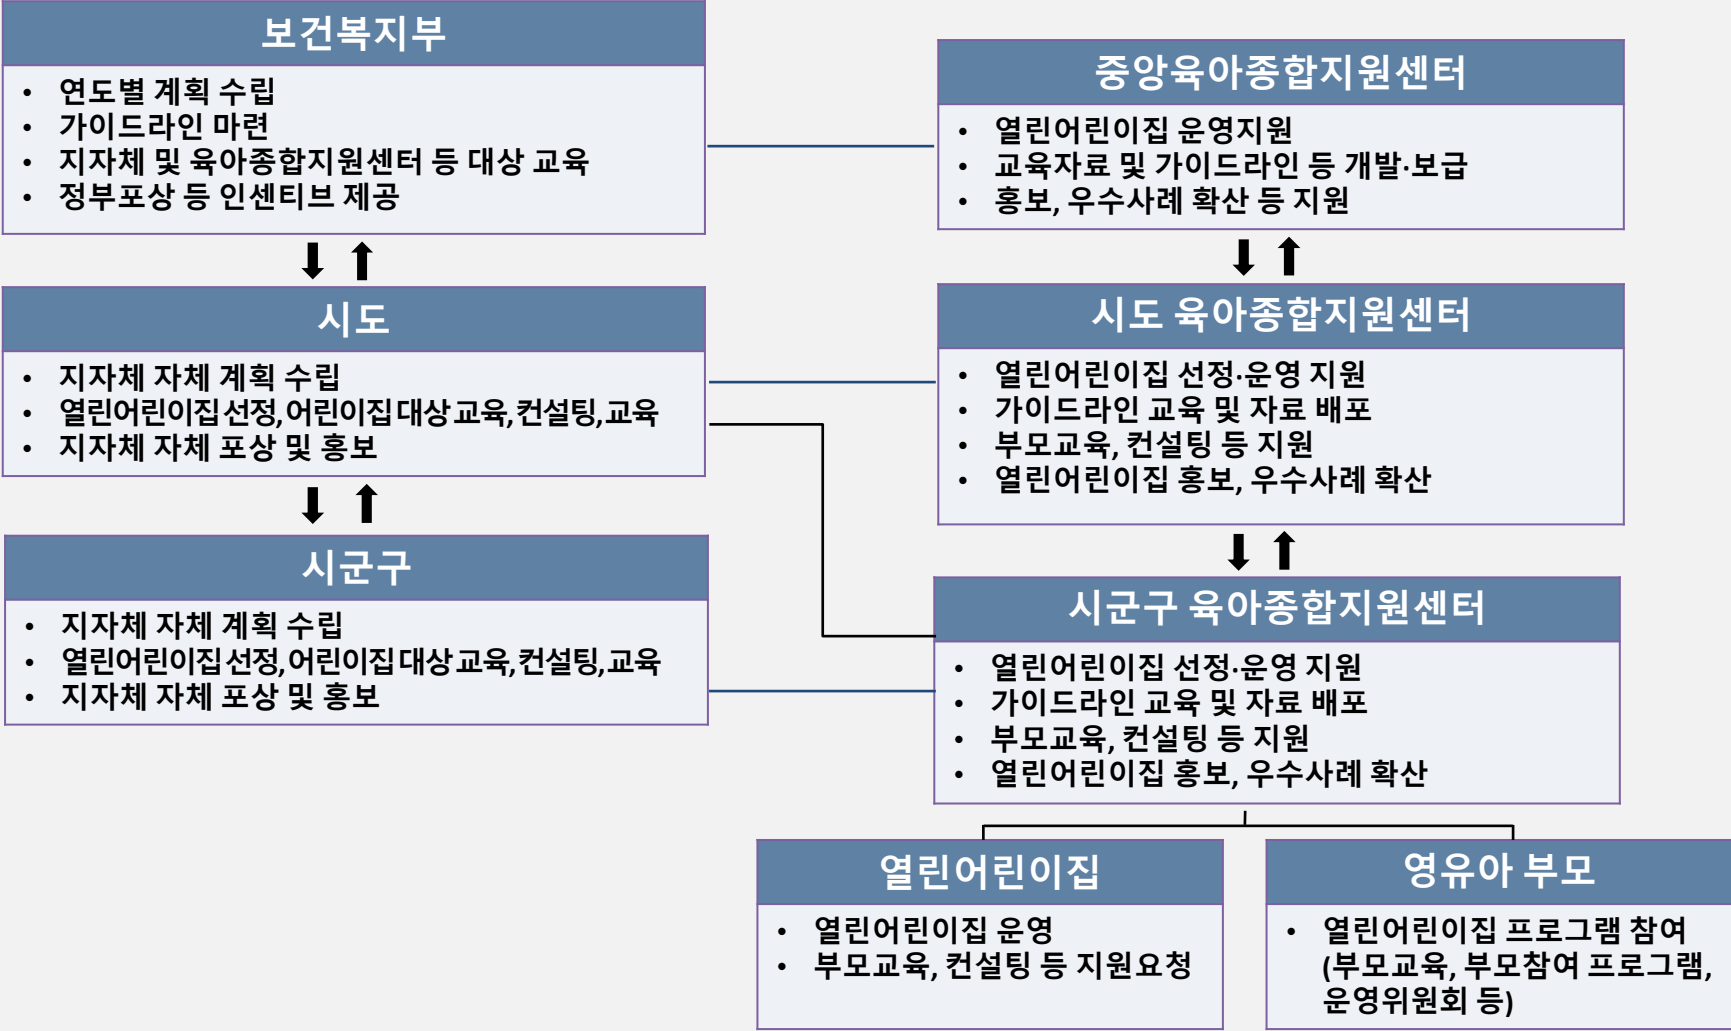 보건복지부
• 연도별 계획 수립
• 가이드라인 마련
• 지자체 및 육아종합지원센터 등 대상 교육
• 정부포상 등 인센티브 제공
중앙육아종합지원센터
• 열린어린이집 운영지원
• 교육자료 및 가이드라인 등 개발·보급
• 홍보, 우수사례 확산 등 지원
시도
• 지자체 자체 계획 수립
• 열린어린이집 선정, 어린이집 대상 교육, 컨설팅, 교육
• 지자체 자체 포상 및 홍보
시도 육아종합지원센터
• 열린어린이집 선정·운영 지원
• 가이드라인 교육 및 자료 배포
• 부모교육, 컨설팅 등 지원
• 열린어린이집 홍보, 우수사례 확산
시군구
• 지자체 자체 계획 수립
• 열린어린이집 선정, 어린이집 대상 교육, 컨설팅, 교육
• 지자체 자체 포상 및 홍보
시군구 육아종합지원센터
• 열린어린이집 선정·운영 지원
• 가이드라인 교육 및 자료 배포
• 부모교육, 컨설팅 등 지원
• 열린어린이집 홍보, 우수사례 확산
열린어린이집
• 열린어린이집 운영
• 부모교육, 컨설팅 등 지원요청
영유아 부모
• 열린어린이집 프로그램 참여
(부모교육, 부모참여 프로그램,
운영위원회 등)